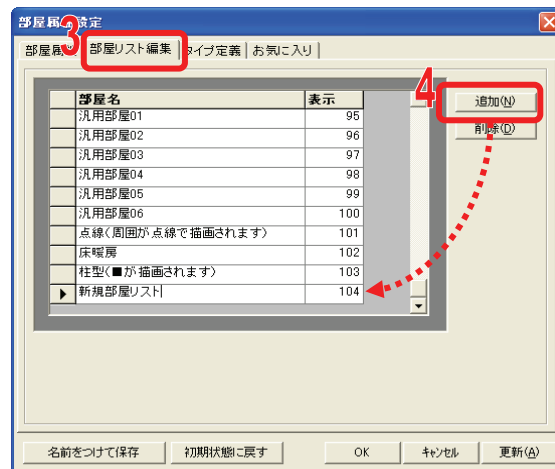 部屋属性設定
3
部屋属性 部屋リスト編集 タイプ定義 お気に入り
部屋名 表示
4
追加(N)
削除(D)
汎用部屋01 95
汎用部屋02 96
汎用部屋03 97
汎用部屋04 98
汎用部屋05 99
汎用部屋06 100
点線(周囲が点線で描画されます) 101
床暖房 102
柱型(■が描画されます) 103
新規部屋リスト 104
名前をつけて保存 初期状態に戻す OK キャンセル 更新(A)